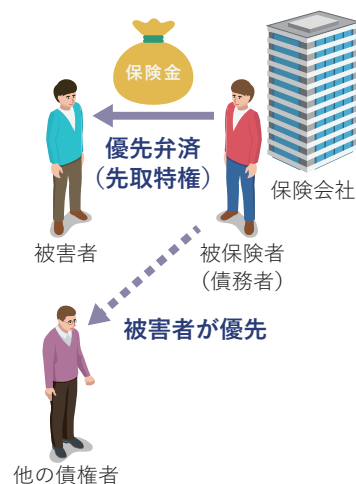 保険金
優先弁済
（先取特権）
保険会社
被害者
被保険者
（債務者）
被害者が優先
他の債権者